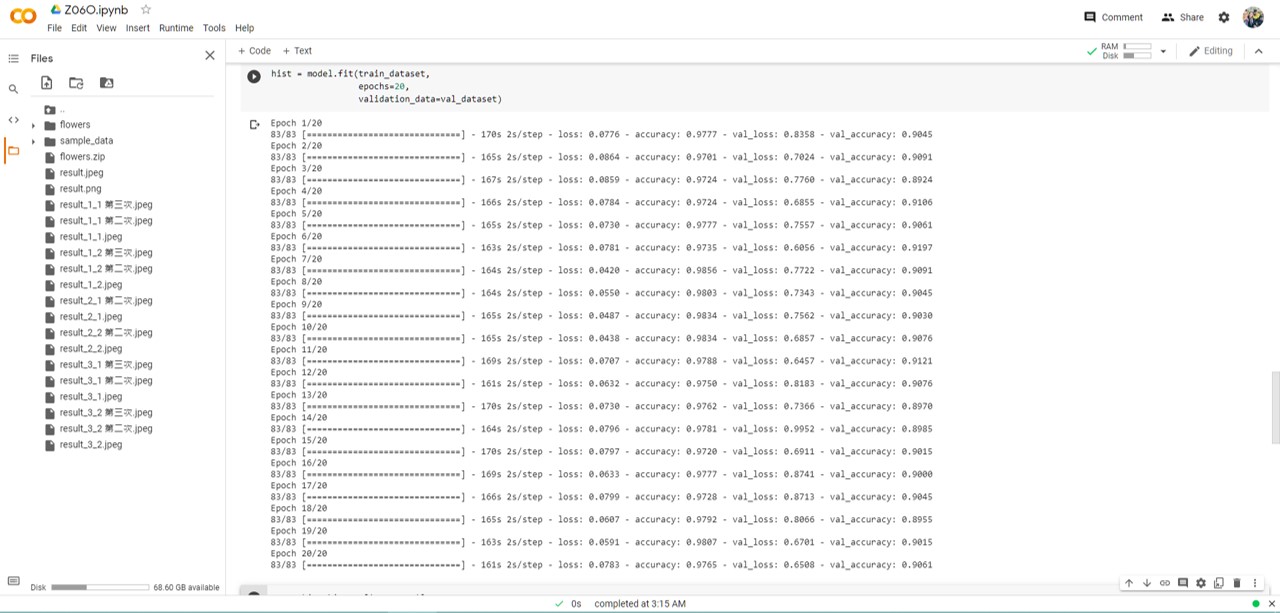 Z06O.ipynb
File Edit View Insert Runtime Tools Help
Comment
Share
Files
+ Code + Text
RAM
Disk
Editing
..
flowers
sample_data
flowers.zip
result.jpeg
result.png
result_1_1 第三次.jpeg
result_1_1 第二次.jpeg
result_1_1.jpeg
result_1_2 第三次.jpeg
result_1_2 第二次.jpeg
result_1_2.jpeg
result_2_1 第二次.jpeg
result_2_1.jpeg
result_2_2 第二次.jpeg
result_2_2.jpeg
result_3_1 第三次.jpeg
result_3_1 第二次.jpeg
result_3_1.jpeg
result_3_2 第三次.jpeg
result_3_2 第二次.jpeg
result_3_2.jpeg
Disk 68.60 GB available
hist = model.fit(train_dataset,
epochs=20,
validation_data=val_dataset)
Epoch 1/20
83/83 [==============================] - 170s 2s/step - loss: 0.0776 - accuracy: 0.9777 - val_loss: 0.8358 - val_accuracy: 0.9045
Epoch 2/20
83/83 [==============================] - 165s 2s/step - loss: 0.0864 - accuracy: 0.9701 - val_loss: 0.7024 - val_accuracy: 0.9091
Epoch 3/20
83/83 [==============================] - 167s 2s/step - loss: 0.0859 - accuracy: 0.9724 - val_loss: 0.7760 - val_accuracy: 0.8924
Epoch 4/20
83/83 [==============================] - 166s 2s/step - loss: 0.0784 - accuracy: 0.9724 - val_loss: 0.6855 - val_accuracy: 0.9106
Epoch 5/20
83/83 [==============================] - 165s 2s/step - loss: 0.0730 - accuracy: 0.9777 - val_loss: 0.7557 - val_accuracy: 0.9061
Epoch 6/20
83/83 [==============================] - 163s 2s/step - loss: 0.0781 - accuracy: 0.9735 - val_loss: 0.6056 - val_accuracy: 0.9197
Epoch 7/20
83/83 [==============================] - 164s 2s/step - loss: 0.0420 - accuracy: 0.9856 - val_loss: 0.7722 - val_accuracy: 0.9091
Epoch 8/20
83/83 [==============================] - 164s 2s/step - loss: 0.0550 - accuracy: 0.9803 - val_loss: 0.7343 - val_accuracy: 0.9045
Epoch 9/20
83/83 [==============================] - 165s 2s/step - loss: 0.0487 - accuracy: 0.9834 - val_loss: 0.7562 - val_accuracy: 0.9030
Epoch 10/20
83/83 [==============================] - 165s 2s/step - loss: 0.0438 - accuracy: 0.9834 - val_loss: 0.6857 - val_accuracy: 0.9076
Epoch 11/20
83/83 [==============================] - 169s 2s/step - loss: 0.0707 - accuracy: 0.9788 - val_loss: 0.6457 - val_accuracy: 0.9121
Epoch 12/20
83/83 [==============================] - 161s 2s/step - loss: 0.0632 - accuracy: 0.9750 - val_loss: 0.8183 - val_accuracy: 0.9076
Epoch 13/20
83/83 [==============================] - 170s 2s/step - loss: 0.0730 - accuracy: 0.9762 - val_loss: 0.7366 - val_accuracy: 0.8970
Epoch 14/20
83/83 [==============================] - 164s 2s/step - loss: 0.0796 - accuracy: 0.9781 - val_loss: 0.9952 - val_accuracy: 0.8985
Epoch 15/20
83/83 [==============================] - 170s 2s/step - loss: 0.0797 - accuracy: 0.9720 - val_loss: 0.6911 - val_accuracy: 0.9015
Epoch 16/20
83/83 [==============================] - 169s 2s/step - loss: 0.0633 - accuracy: 0.9777 - val_loss: 0.8741 - val_accuracy: 0.9000
Epoch 17/20
83/83 [==============================] - 166s 2s/step - loss: 0.0799 - accuracy: 0.9728 - val_loss: 0.8713 - val_accuracy: 0.9045
Epoch 18/20
83/83 [==============================] - 165s 2s/step - loss: 0.0607 - accuracy: 0.9792 - val_loss: 0.8066 - val_accuracy: 0.8955
Epoch 19/20
83/83 [==============================] - 163s 2s/step - loss: 0.0591 - accuracy: 0.9807 - val_loss: 0.6701 - val_accuracy: 0.9015
Epoch 20/20
83/83 [==============================] - 161s 2s/step - loss: 0.0783 - accuracy: 0.9765 - val_loss: 0.6508 - val_accuracy: 0.9061
0s completed at 3:15 AM